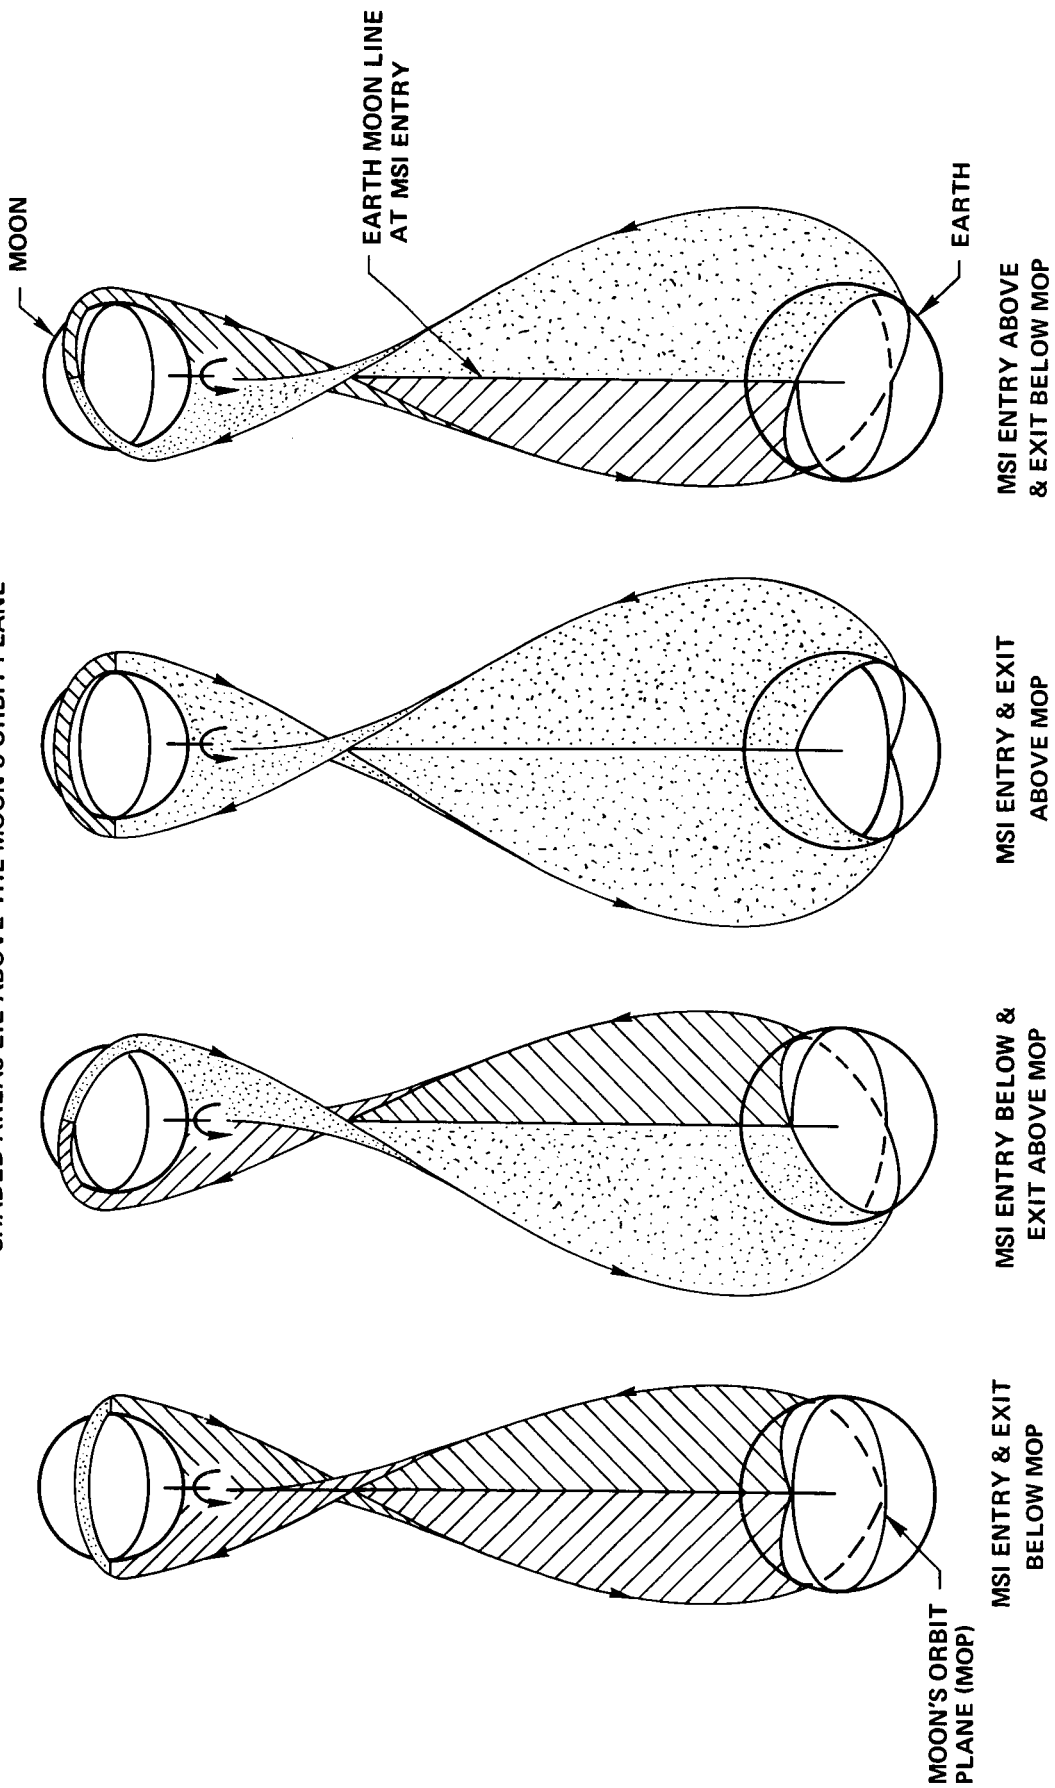 SHADED AREAS LIE ABOVE THE MOON'S ORBIT PLANE
MOON
EARTH MOON LINE
AT MSI ENTRY
EARTH
MOON'S ORBIT
PLANE (MOP)
MSI ENTRY & EXIT
BELOW MOP
MSI ENTRY BELOW &
EXIT ABOVE MOP
MSI ENTRY & EXIT
ABOVE MOP
MSI ENTRY ABOVE
& EXIT BELOW MOP